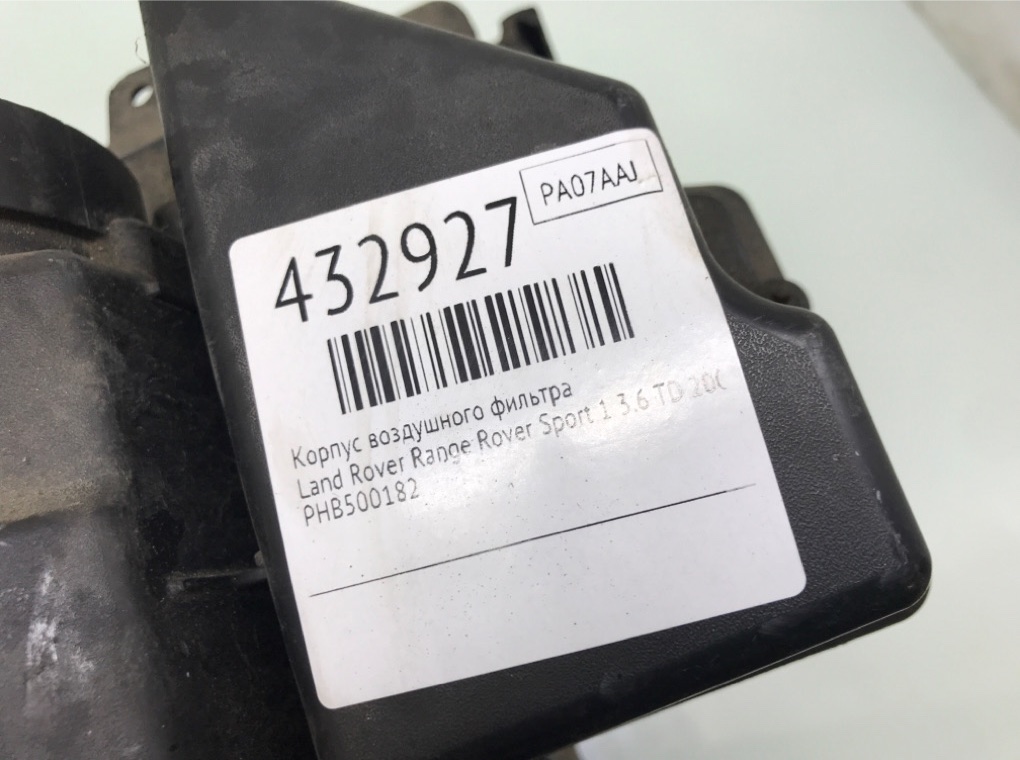 PA07AAJ
432927
Корпус воздушного фильтра
Land Rover Range Rover Sport 1 3.6 TD
PHB500182